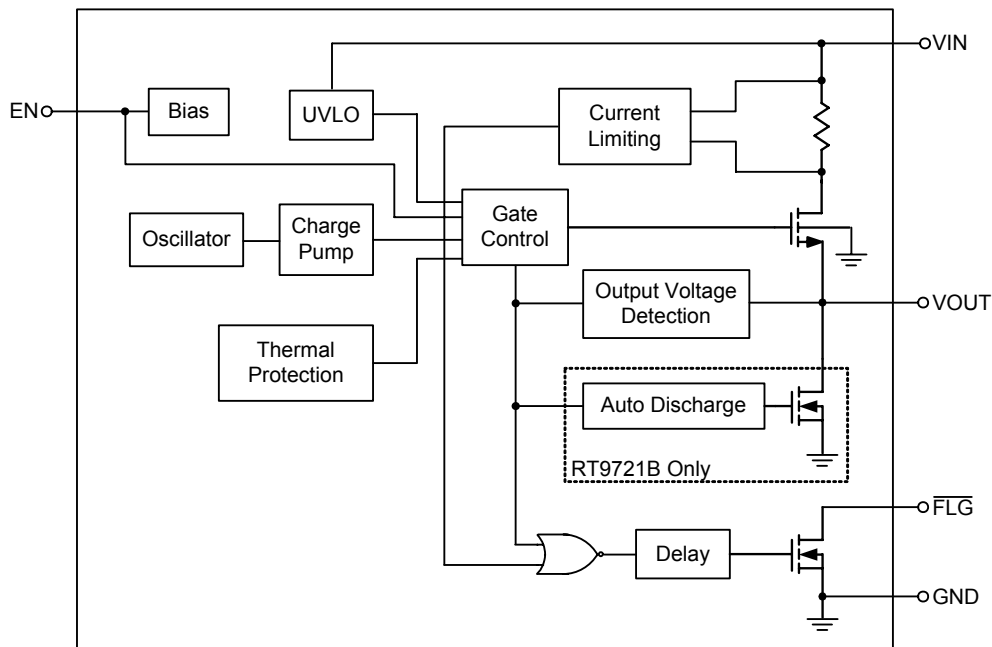 VIN
EN
Bias
UVLO
Current
Limiting
Oscillator
Charge
Pump
Gate
Control
Output Voltage
Detection
VOUT
Thermal
Protection
Auto Discharge
RT9721B Only
FLG
Delay
GND